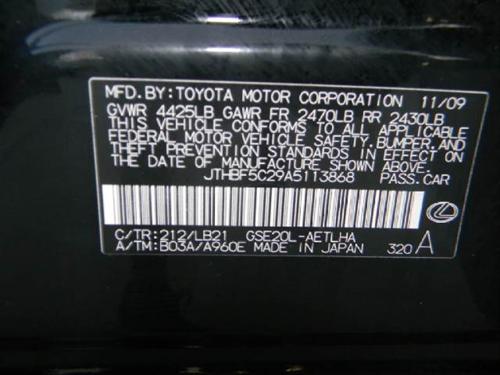 MFD.BY:TOYOTA MOTOR CORPORATION 11/09
GVWR 4425LB GAWR FR 2470LB RR 2430LB
THIS VEHICLE CONFORMS TO ALL APPLICABLE
FEDERAL MOTOR VEHICLE SAFETY,BUMPER, AND
THEFT PREVENTION STANDARDS IN EFFECT ON
THE DATE OF MANUFACTURE SHOWN ABOVE.
JTHBF5C29A5113868 PASS.CAR
C/TR:212/LB21 GSE20L-AETLHA
A/TM:B03A/A960E MADE IN JAPAN 320 A